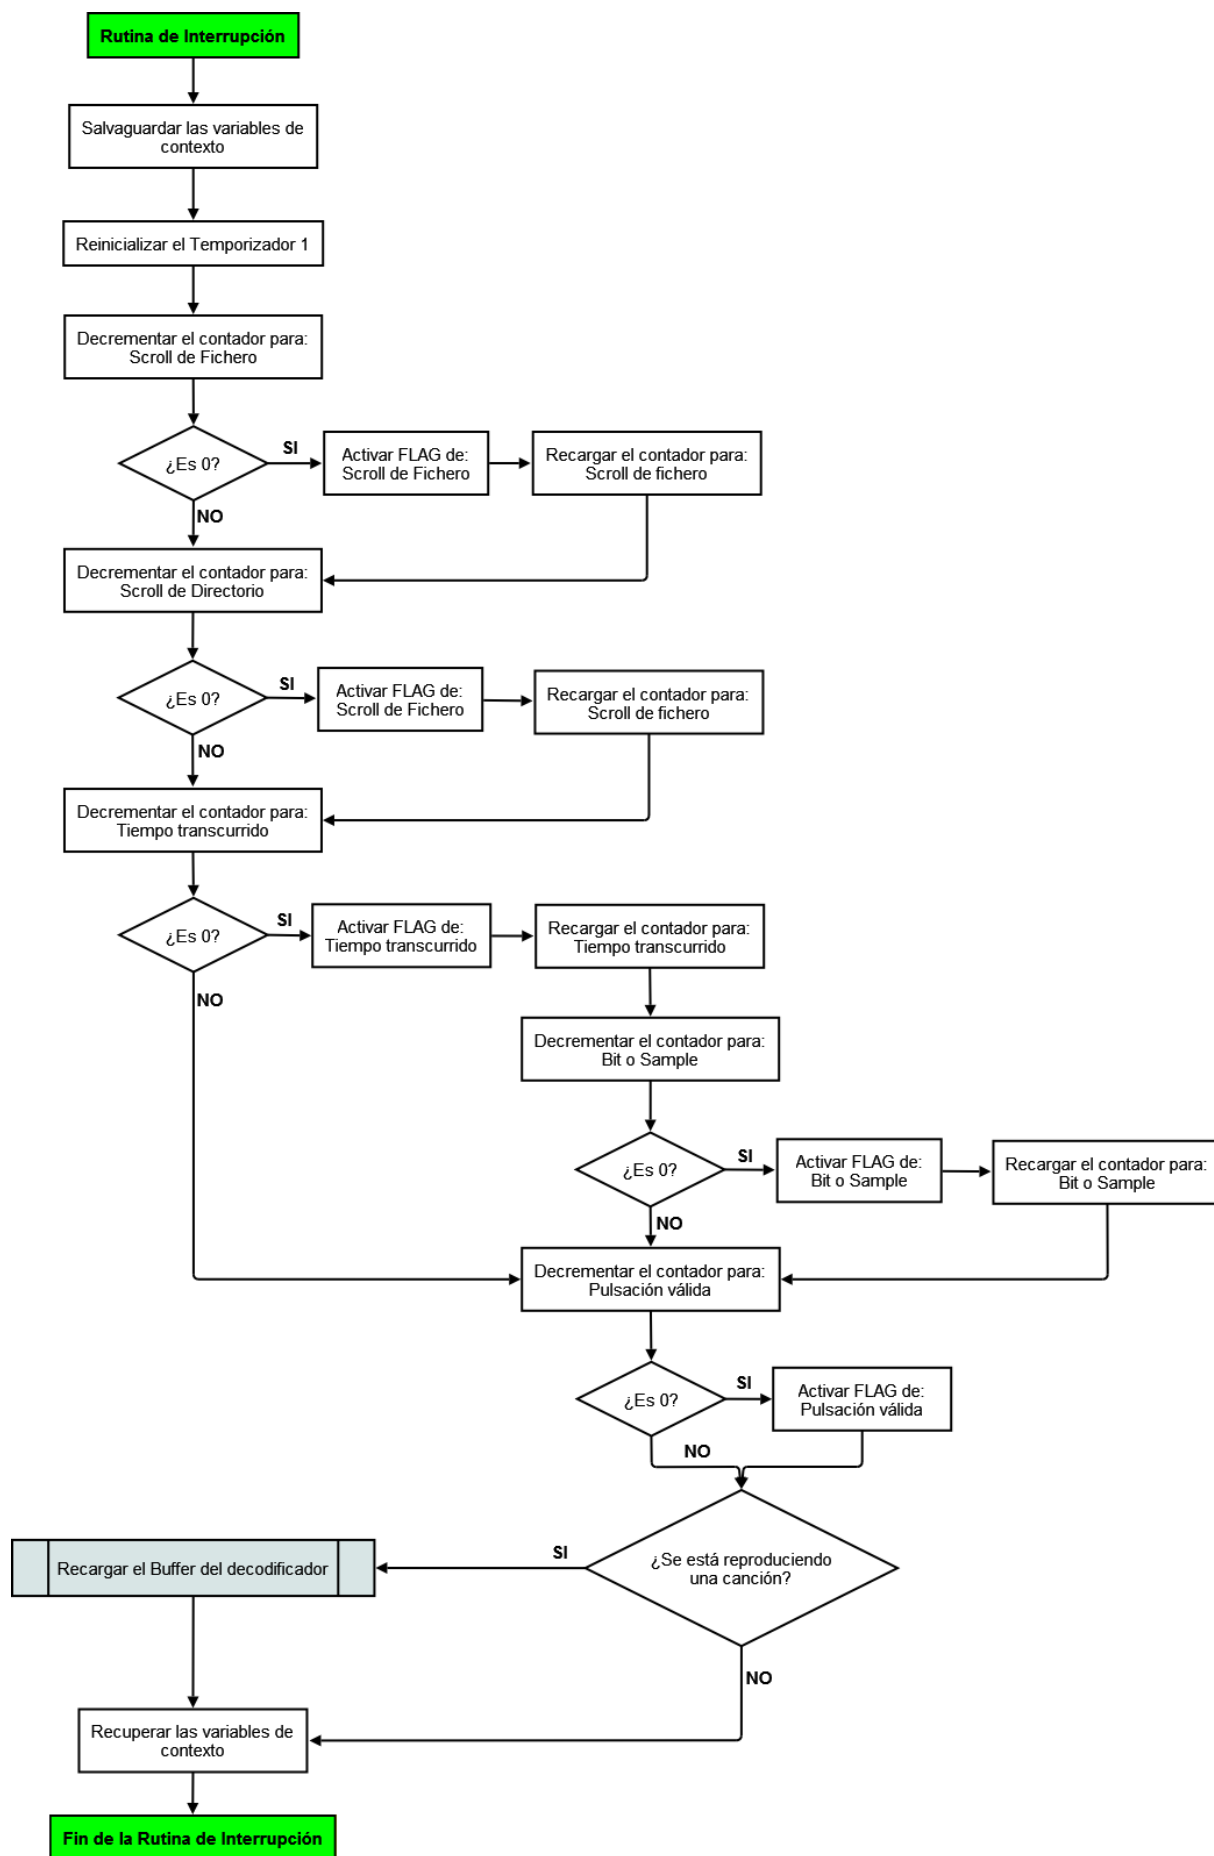 Rutina de Interrupción
Salvaguardar las variables de
contexto
Reinicializar el Temporizador 1
Decrementar el contador para:
Scroll de Fichero
¿Es 0?
SI
Activar FLAG de:
Scroll de Fichero
Recargar el contador para:
Scroll de fichero
NO
Decrementar el contador para:
Scroll de Directorio
¿Es 0?
SI
Activar FLAG de:
Scroll de Fichero
Recargar el contador para:
Scroll de fichero
NO
Decrementar el contador para:
Tiempo transcurrido
¿Es 0?
SI
Activar FLAG de:
Tiempo transcurrido
Recargar el contador para:
Tiempo transcurrido
NO
Decrementar el contador para:
Bit o Sample
¿Es 0?
SI
Activar FLAG de:
Bit o Sample
Recargar el contador para:
Bit o Sample
NO
Decrementar el contador para:
Pulsación válida
¿Es 0?
SI
Activar FLAG de:
Pulsación válida
NO
¿Se está reproduciendo
una canción?
SI
Recargar el Buffer del decodificador
NO
Recuperar las variables de
contexto
Fin de la Rutina de Interrupción